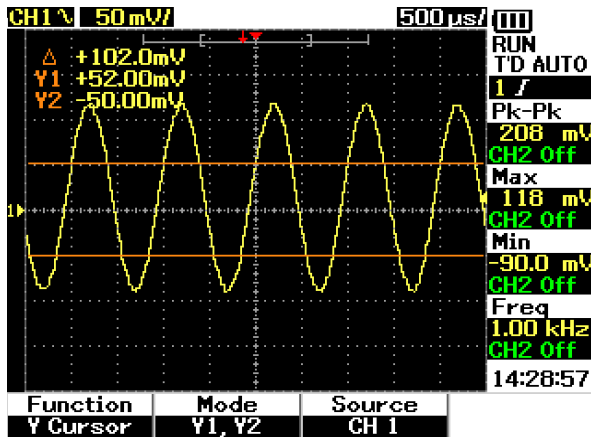 CH1 50 mV/ 500 µs/
RUN
T'D AUTO
Δ +102.0mV
Y1 +52.00mV
Y2 -50.00mV
1
1
Pk-Pk
208 mV
CH2 Off
Max
118 mV
CH2 Off
Min
-90.0 mV
CH2 Off
Freq
1.00 kHz
CH2 Off
14:28:57
Function Mode Source
Y Cursor Y1, Y2 CH 1